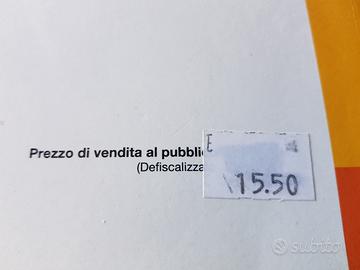 Prezzo di vendita al pubblic
(Defiscalizza
E
15.50
subito